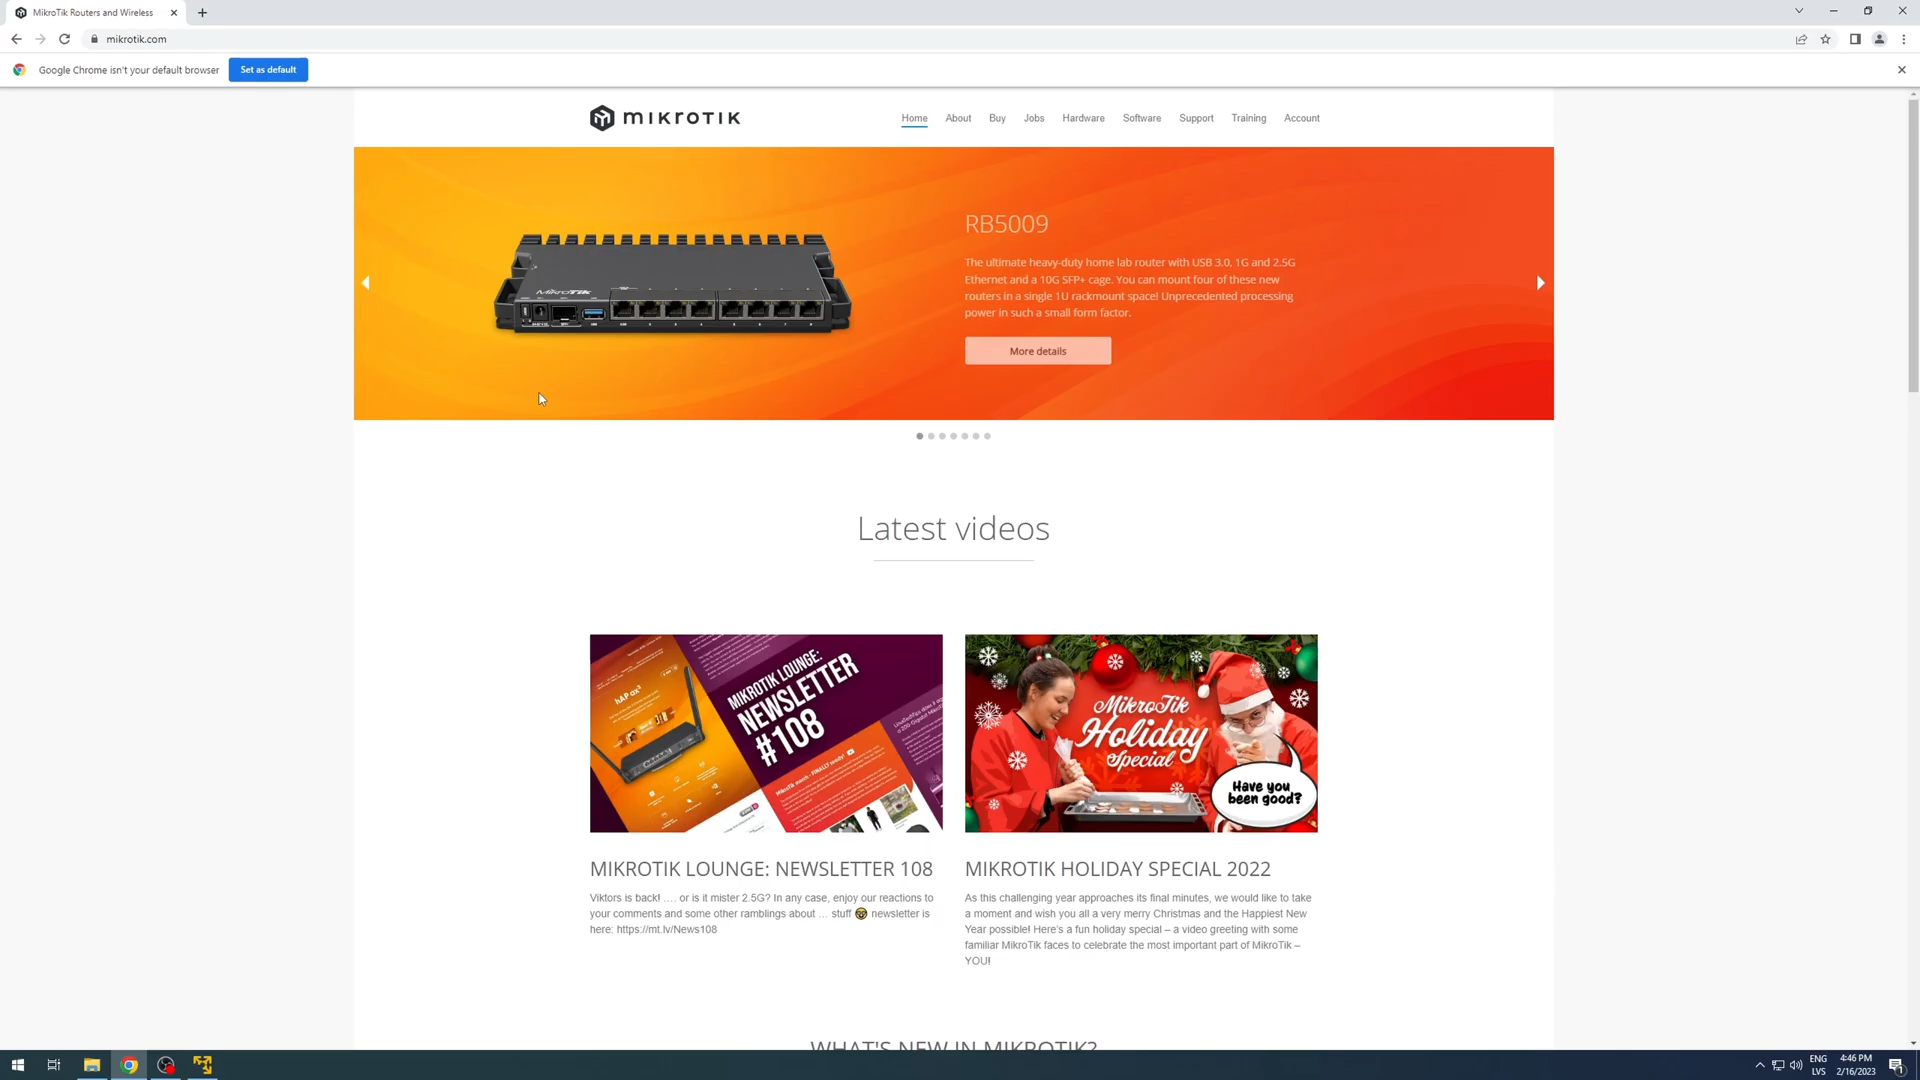 MikroTik Routers and Wireless
mikrotik.com
Google Chrome isn't your default browser
Set as default
mikrotik
Home About Buy Jobs Hardware Software Support Training Account
RB5009
The ultimate heavy-duty home lab router with USB 3.0, 1G and 2.5G
Ethernet and a 10G SFP+ cage. You can mount four of these new
routers in a single 1U rackmount space! Unprecedented processing
power in such a small form factor.
More details
MikroTik
Latest videos
hAP ax³
MIKROTIK LOUNGE:
NEWSLETTER
#108
MikroTik merch - FINALLY ready!
MikroTik
Holiday
Special
Have you
been good?
MIKROTIK LOUNGE: NEWSLETTER 108
Viktors is back! .... or is it mister 2.5G? In any case, enjoy our reactions to
your comments and some other ramblings about ... stuff 🤓 newsletter is
here: https://mt.lv/News108
MIKROTIK HOLIDAY SPECIAL 2022
As this challenging year approaches its final minutes, we would like to take
a moment and wish you all a very merry Christmas and the Happiest New
Year possible! Here's a fun holiday special – a video greeting with some
familiar MikroTik faces to celebrate the most important part of MikroTik –
YOU!
WHAT'S NEW IN MIKROTIK?
ENG
LVS
4:46 PM
2/16/2023
1